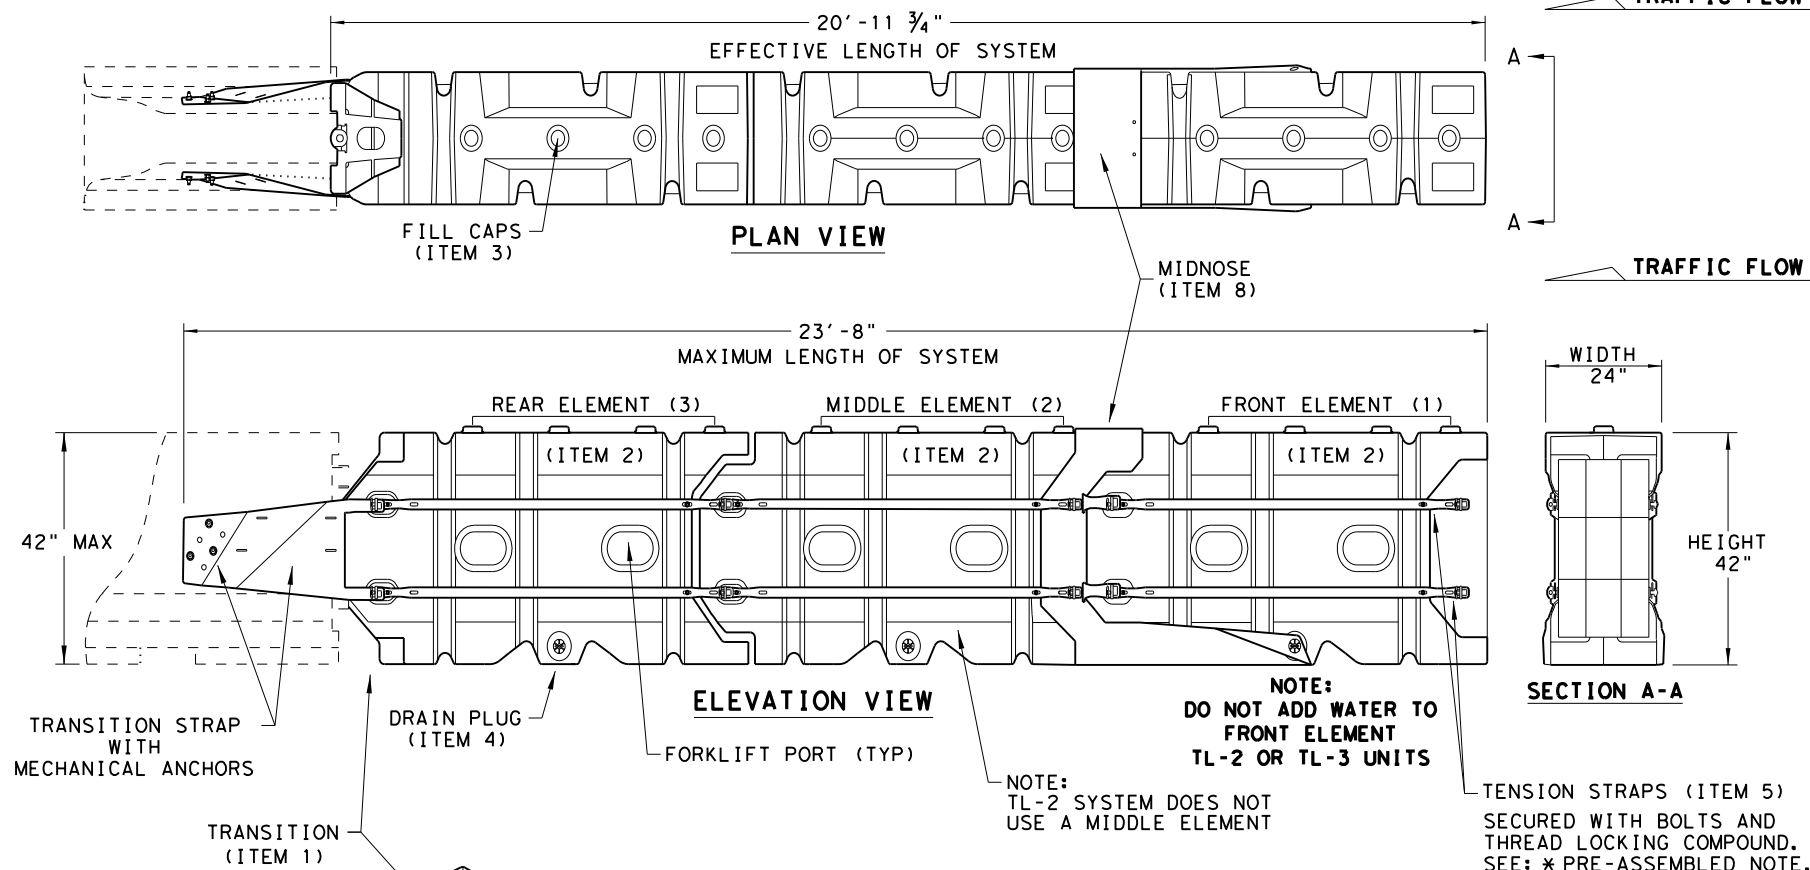 TRAFFIC FLOW
20'-11 3/4"
EFFECTIVE LENGTH OF SYSTEM
A
A
FILL CAPS
(ITEM 3)
PLAN VIEW
MIDNOSE
(ITEM 8)
TRAFFIC FLOW
23'-8"
MAXIMUM LENGTH OF SYSTEM
WIDTH
24"
REAR ELEMENT (3)
MIDDLE ELEMENT (2)
FRONT ELEMENT (1)
(ITEM 2)
(ITEM 2)
(ITEM 2)
42" MAX
HEIGHT
42"
SECTION A-A
ELEVATION VIEW
NOTE:
DO NOT ADD WATER TO
FRONT ELEMENT
TL-2 OR TL-3 UNITS
TRANSITION STRAP
WITH
MECHANICAL ANCHORS
DRAIN PLUG
(ITEM 4)
FORKLIFT PORT (TYP)
NOTE:
TL-2 SYSTEM DOES NOT
USE A MIDDLE ELEMENT
TENSION STRAPS (ITEM 5)
SECURED WITH BOLTS AND
THREAD LOCKING COMPOUND.
SEE: * PRE-ASSEMBLED NOTE.
TRANSITION
(ITEM 1)